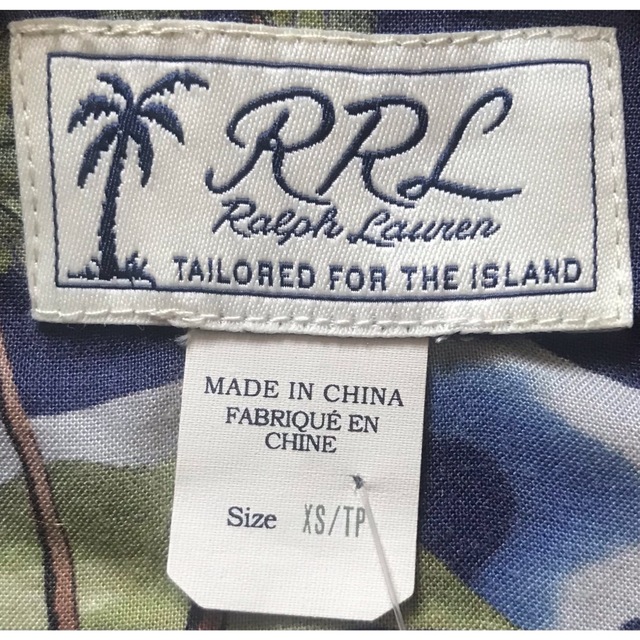 RRL
Ralph Lauren
TAILORED FOR THE ISLAND
MADE IN CHINA
FABRIQUÉ EN
CHINE
Size XS/TP